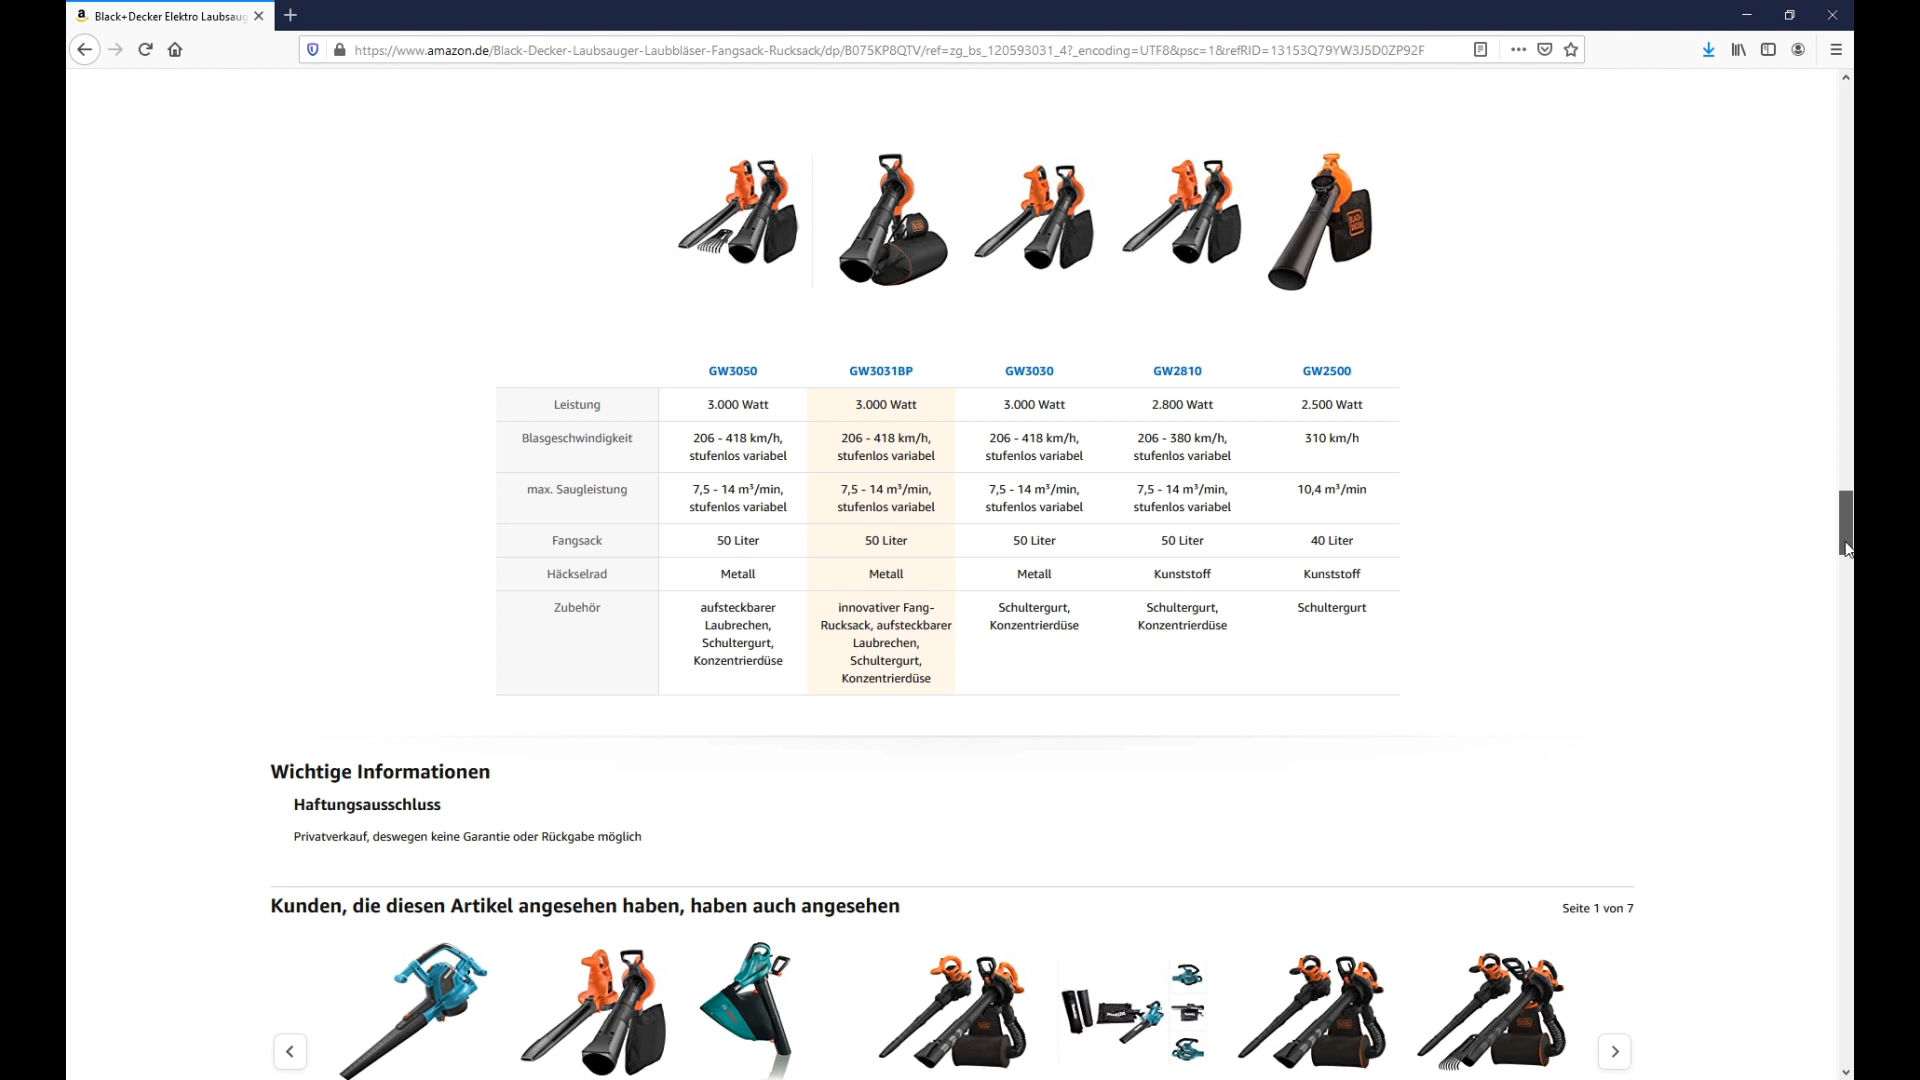 Black+Decker Elektro Laubsaug
https://www.amazon.de/Black-Decker-Laubsauger-Laubbläser-Fangsack-Rucksack/dp/B075KP8QTV/ref=zg_bs_120593031_4?_encoding=UTF8&psc=1&refRID=13153Q79YW3J5D0ZP92F
GW3050 GW3031BP GW3030 GW2810 GW2500
Leistung 3.000 Watt 3.000 Watt 3.000 Watt 2.800 Watt 2.500 Watt
Blasgeschwindigkeit 206 - 418 km/h, 206 - 418 km/h, 206 - 418 km/h, 206 - 380 km/h, 310 km/h
stufenlos variabel stufenlos variabel stufenlos variabel stufenlos variabel
max. Saugleistung 7,5 - 14 m³/min, 7,5 - 14 m³/min, 7,5 - 14 m³/min, 7,5 - 14 m³/min, 10,4 m³/min
stufenlos variabel stufenlos variabel stufenlos variabel stufenlos variabel
Fangsack 50 Liter 50 Liter 50 Liter 50 Liter 40 Liter
Häckselrad Metall Metall Metall Kunststoff Kunststoff
Zubehör aufsteckbarer innovativer Fang- Schultergurt, Schultergurt, Schultergurt
Laubrechen, Rucksack, aufsteckbarer Konzentrierdüse Konzentrierdüse
Schultergurt, Laubrechen,
Konzentrierdüse Schultergurt,
Konzentrierdüse
Wichtige Informationen
Haftungsausschluss
Privatverkauf, deswegen keine Garantie oder Rückgabe möglich
Kunden, die diesen Artikel angesehen haben, haben auch angesehen
Seite 1 von 7